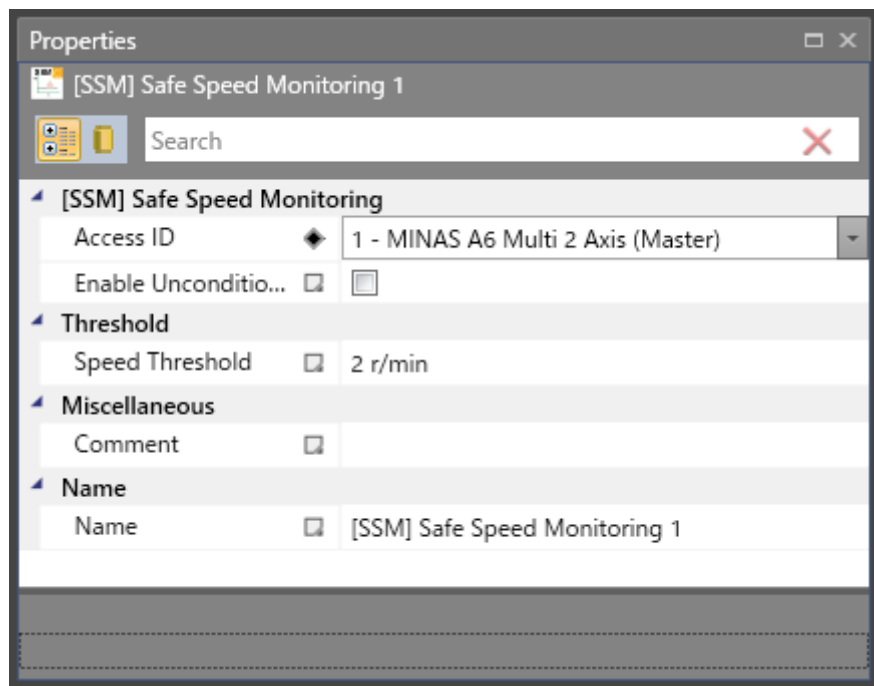 Properties
[SSM] Safe Speed Monitoring 1
Search
[SSM] Safe Speed Monitoring
Access ID 1 - MINAS A6 Multi 2 Axis (Master)
Enable Unconditio...
Threshold
Speed Threshold 2 r/min
Miscellaneous
Comment
Name
Name [SSM] Safe Speed Monitoring 1